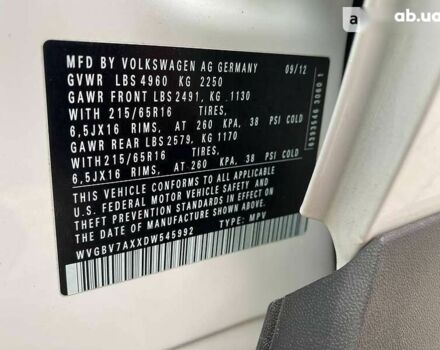 a ab.ua
MFD BY VOLKSWAGEN AG GERMANY 09/12
GVWR LBS 4960 KG 2250
GAWR FRONT LBS 2491, KG .1130
WITH 215/65R16 TIRES,
6,5JX16 RIMS, AT 260 KPA, 38 PSI COLD
GAWR REAR LBS 2579, KG 1170
WITH 215/65R16 TIRES,
6,5JX16 RIMS, AT 260 KPA, 38 PSI COLD
THIS VEHICLE CONFORMS TO ALL APPLICABLE
U.S. FEDERAL MOTOR VEHICLE SAFETY AND
THEFT PREVENTION STANDARDS IN EFFECT ON
THE DATE OF MANUFACTURE SHOWN ABOVE.
WVGBV7AXXDW545992 TYPE: MPV